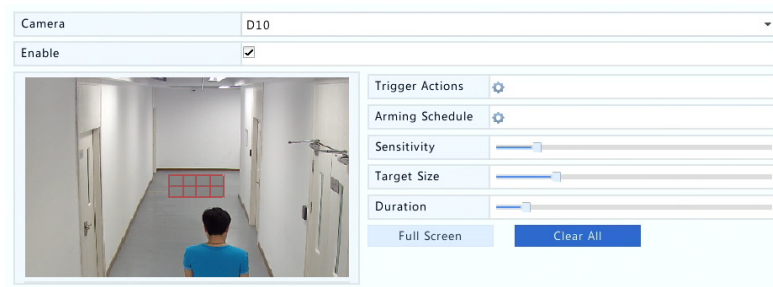 Camera
D10
Enable
Trigger Actions
Arming Schedule
Sensitivity
Target Size
Duration
Full Screen
Clear All